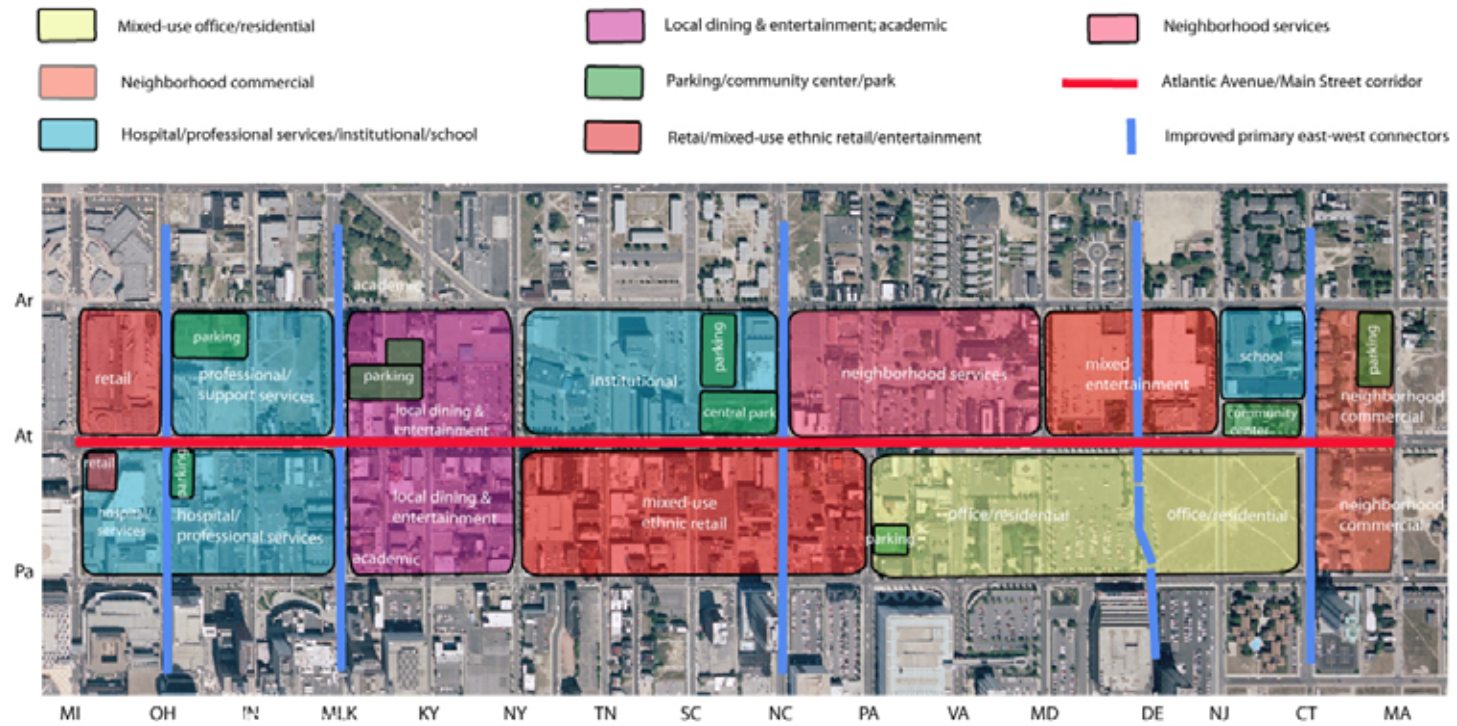 Mixed-use office/residential
Local dining & entertainment; academic
Neighborhood services
Neighborhood commercial
Parking/community center/park
Atlantic Avenue/Main Street corridor
Hospital/professional services/institutional/school
Retai/mixed-use ethnic retail/entertainment
Improved primary east-west connectors
academic
Ar
parking
parking
parking
retail
professional/
support services
parking
local dining &
entertainment
institutional
central park
neighborhood services
mixed-
entertainment
school
community
center
neighborhood
commercial
At
retail
parking
hospital/
services
hospital/
professional services
local dining &
entertainment
academic
mixed-use
ethnic retail
parking
office/residential
office/residential
neighborhood
commercial
Pa
MI OH IN MLK KY NY TN SC NC PA VA MD DE NJ CT MA